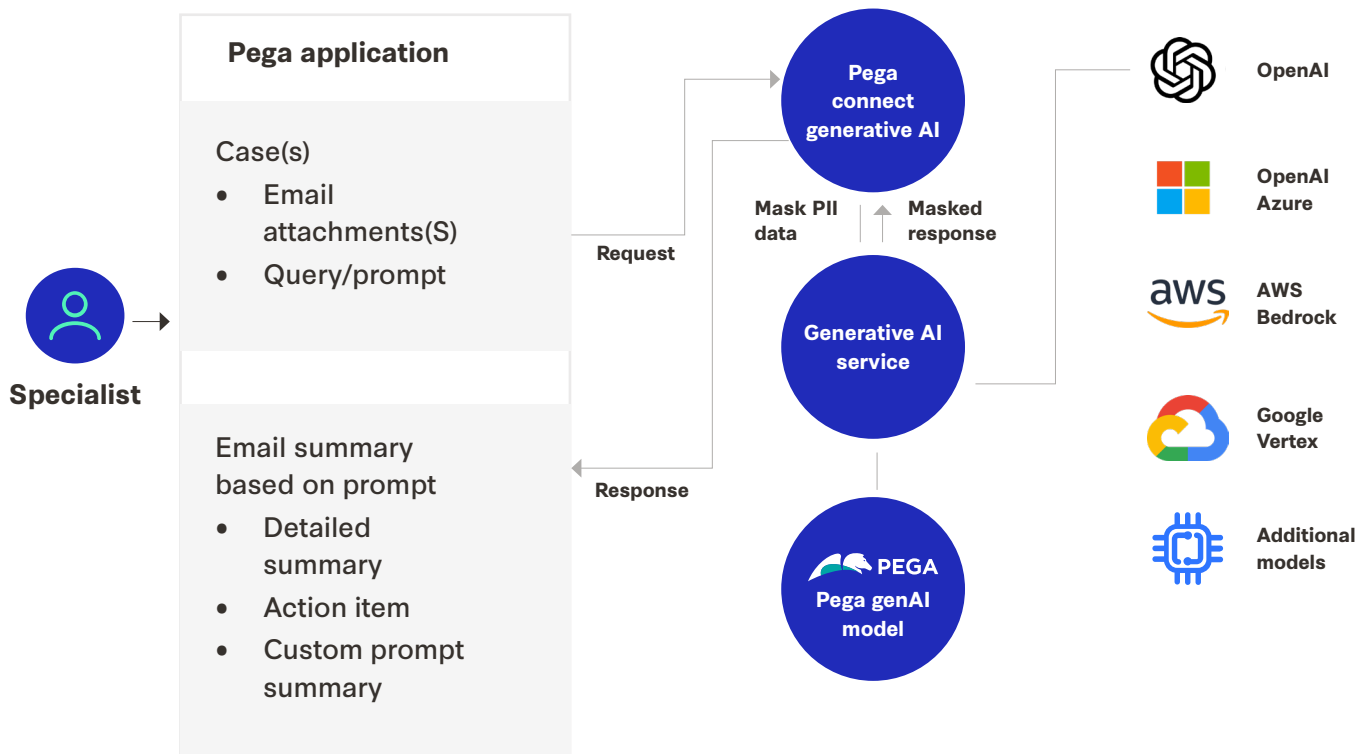 Pega application
Case(s)
• Email
attachments(S)
• Query/prompt
Specialist
Email summary
based on prompt
• Detailed
summary
• Action item
• Custom prompt
summary
Request
Response
Pega
connect
generative AI
Mask PII
data
Masked
response
Generative AI
service
PEGA
Pega genAI
model
OpenAI
OpenAI
Azure
aws
AWS
Bedrock
Google
Vertex
Additional
models